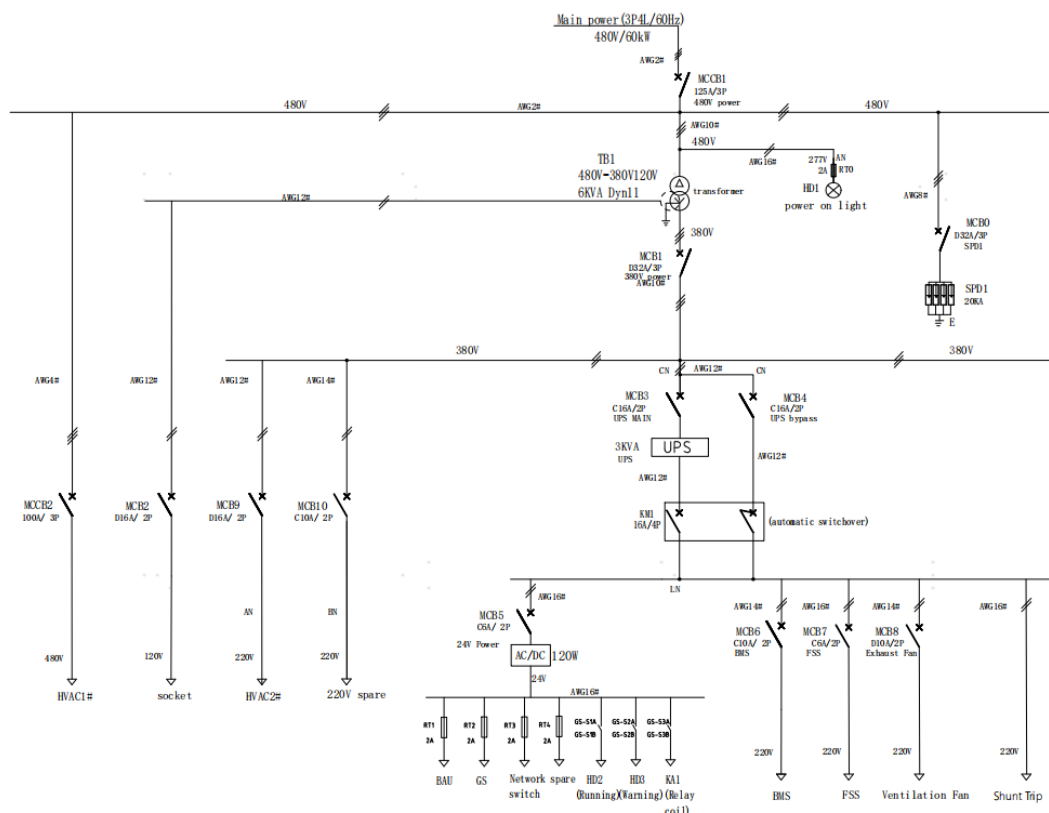 Main power(3P4L/60Hz)
480V/60kW
AWG2#
MCCB1
125A/3P
480V power
480V
AWG2#
480V
AWG10#
480V
AWG16#
277V
AN
2A
RT0
HD1
power on light
TB1
480V-380V120V
6KVA Dyn11
transformer
AWG12#
AWG8#
MCB0
D32A/3P
SPD1
380V
MCB1
D32A/3P
380V power
AWG10#
SPD1
20KA
E
380V
380V
AWG4#
AWG12#
AWG12#
AWG14#
CN
AWG12#
CN
MCB3
C16A/2P
UPS MAIN
MCB4
C16A/2P
UPS bypass
3KVA
UPS
UPS
AWG12#
AWG12#
MCCB2
100A/ 3P
MCB2
D16A/ 2P
MCB9
D16A/ 2P
MCB10
C10A/ 2P
KM1
16A/4P
(automatic switchover)
LN
AWG16#
MCB5
C6A/ 2P
24V Power
AC/DC
120W
24V
AWG14#
MCB6
C10A/ 2P
BMS
AWG16#
MCB7
C6A/ 2P
FSS
AWG14#
MCB8
D10A/2P
Exhaust Fan
AWG16#
AN
BN
480V
120V
220V
220V
HVAC1#
socket
HVAC2#
220V spare
AWG16#
RT1
2A
RT2
2A
RT3
2A
RT4
2A
GS-S1A
GS-S1B
GS-S2A
GS-S2B
GS-S3A
GS-S3B
BAU
GS
Network
switch
spare
HD2
(Running)
HD3
(Warning)
KA1
(Relay
coil)
220V
220V
220V
220V
BMS
FSS
Ventilation Fan
Shunt Trip